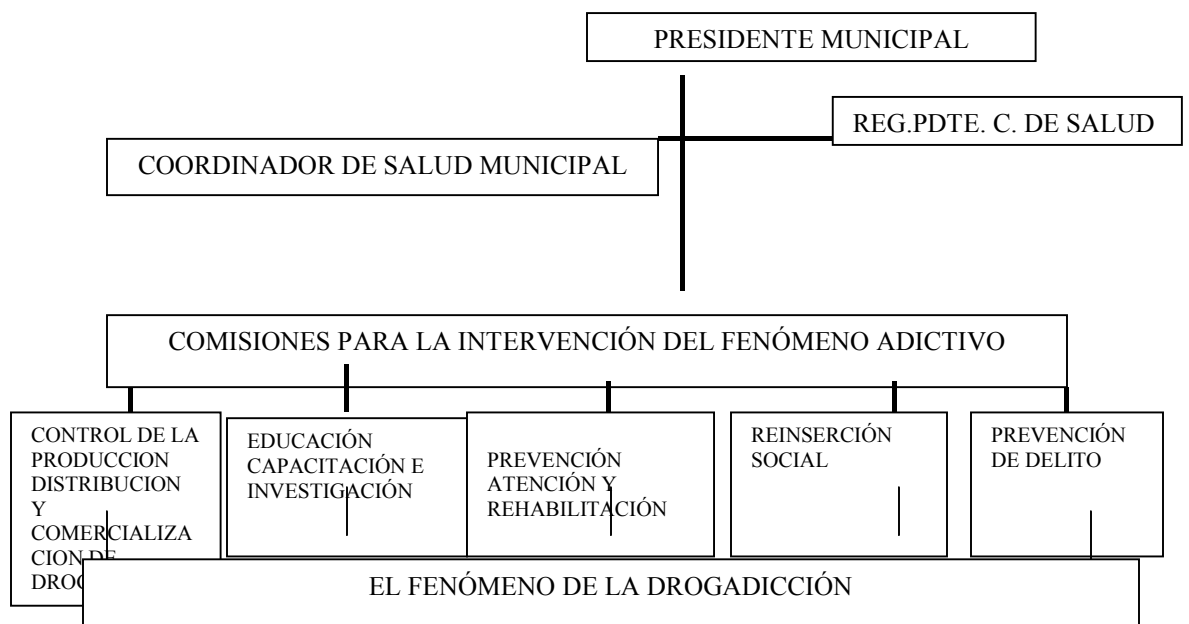 PRESIDENTE MUNICIPAL
REG.PDTE. C. DE SALUD
COORDINADOR DE SALUD MUNICIPAL
COMISIONES PARA LA INTERVENCIÓN DEL FENÓMENO ADICTIVO
CONTROL DE LA
PRODUCCION
DISTRIBUCION
Y
COMERCIALIZA
CION DE
DROG
EDUCACIÓN
CAPACITACIÓN E
INVESTIGACIÓN
PREVENCIÓN
ATENCIÓN Y
REHABILITACIÓN
REINSERCIÓN
SOCIAL
PREVENCIÓN
DE DELITO
EL FENÓMENO DE LA DROGADICCIÓN